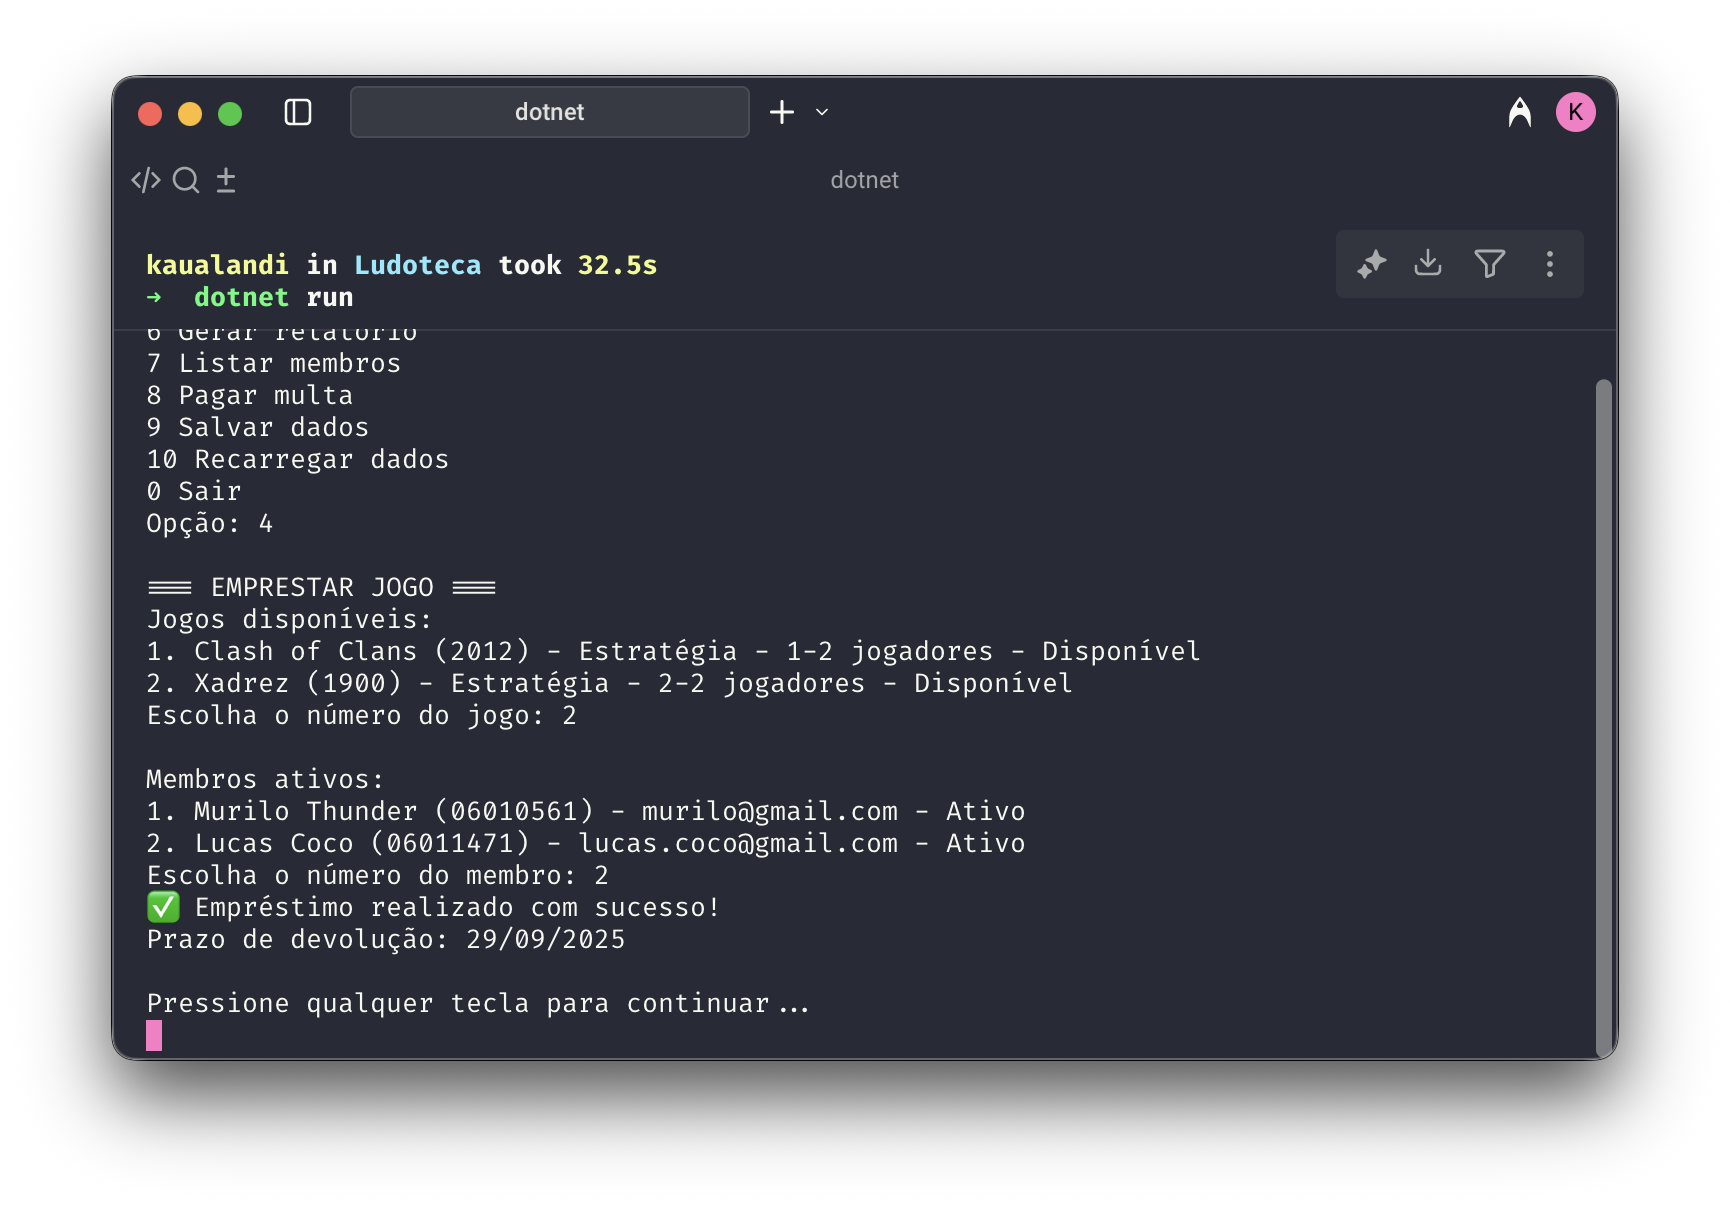 dotnet
K
dotnet
kaualandi in Ludoteca took 32.5s
→ dotnet run
6 Gerar relatório
7 Listar membros
8 Pagar multa
9 Salvar dados
10 Recarregar dados
0 Sair
Opção: 4
=== EMPRESTAR JOGO ===
Jogos disponíveis:
1. Clash of Clans (2012) - Estratégia - 1-2 jogadores - Disponível
2. Xadrez (1900) - Estratégia - 2-2 jogadores - Disponível
Escolha o número do jogo: 2
Membros ativos:
1. Murilo Thunder (06010561) - murilo@gmail.com - Ativo
2. Lucas Coco (06011471) - lucas.coco@gmail.com - Ativo
Escolha o número do membro: 2
✅ Empréstimo realizado com sucesso!
Prazo de devolução: 29/09/2025
Pressione qualquer tecla para continuar...